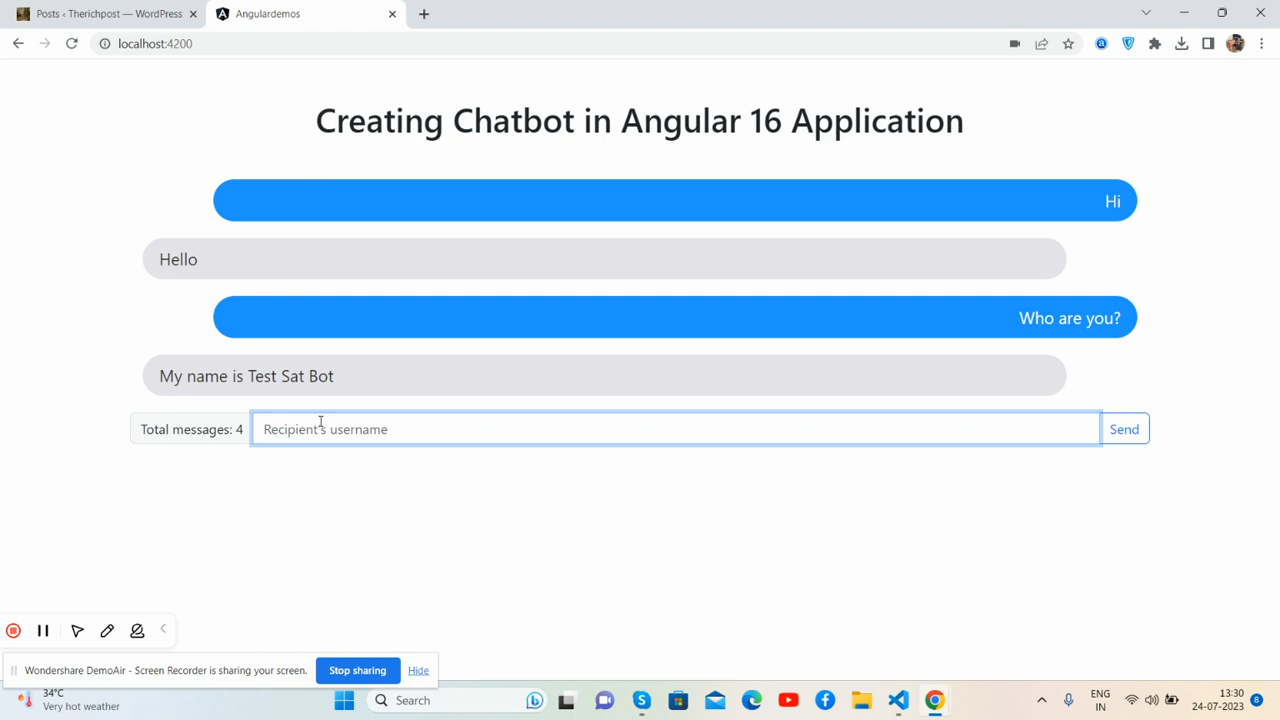 Posts ‹ Therichpost — WordPress
Angulardemos
localhost:4200
Creating Chatbot in Angular 16 Application
Hi
Hello
Who are you?
My name is Test Sat Bot
Total messages: 4
Recipient's username
Send
Wondershare DemoAir - Screen Recorder is sharing your screen.
Stop sharing
Hide
34°C
Very hot weather
Search
ENG
IN
13:30
24-07-2023
8